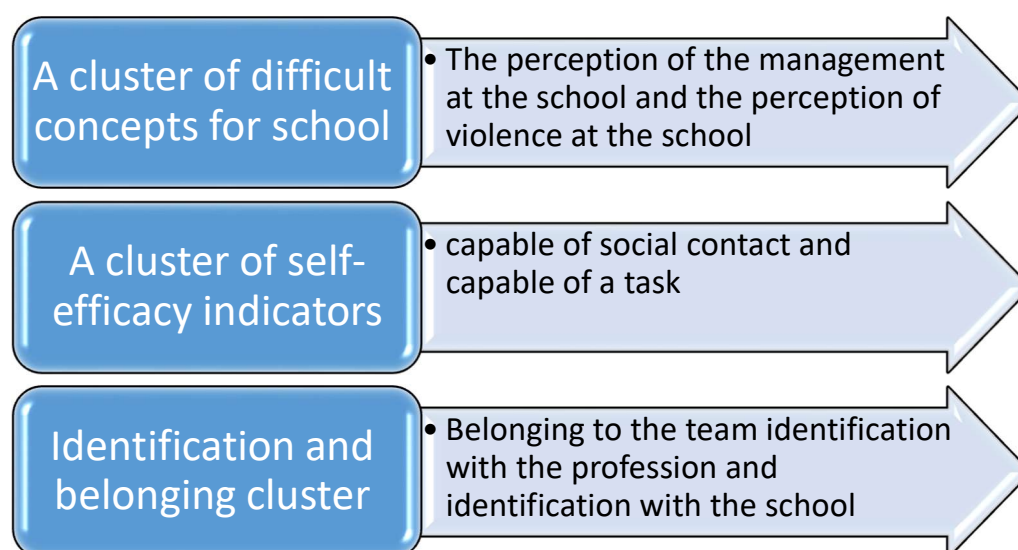 A cluster of difficult
concepts for school
• The perception of the management
at the school and the perception of
violence at the school
A cluster of self-
efficacy indicators
• capable of social contact and
capable of a task
Identification and
belonging cluster
• Belonging to the team identification
with the profession and
identification with the school